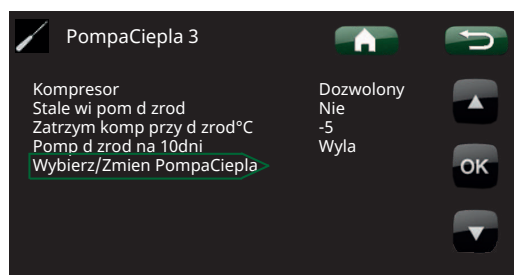 PompaCiepla 3
Kompresor Dozwolony
Stale wi pom d zrod Nie
Zatrzym komp przy d zrod°C -5
Pomp d zrod na 10dni Wyla
Wybierz/Zmien PompaCiepla
OK